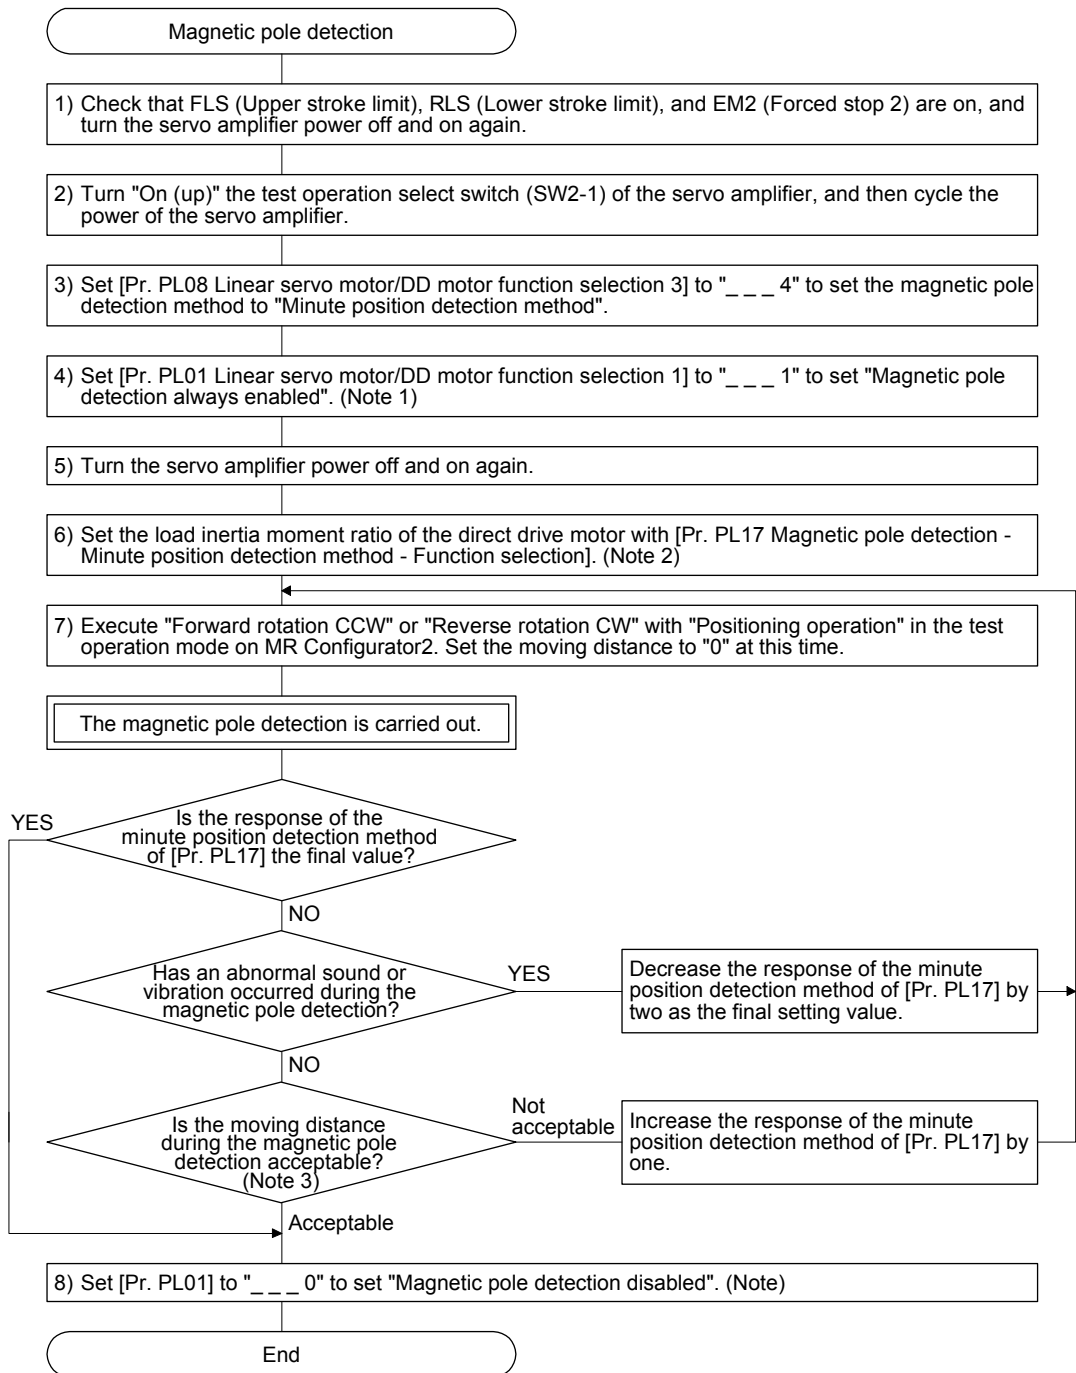 Magnetic pole detection
1) Check that FLS (Upper stroke limit), RLS (Lower stroke limit), and EM2 (Forced stop 2) are on, and
turn the servo amplifier power off and on again.
2) Turn "On (up)" the test operation select switch (SW2-1) of the servo amplifier, and then cycle the
power of the servo amplifier.
3) Set [Pr. PL08 Linear servo motor/DD motor function selection 3] to "_ _ _ 4" to set the magnetic pole
detection method to "Minute position detection method".
4) Set [Pr. PL01 Linear servo motor/DD motor function selection 1] to "_ _ _ 1" to set "Magnetic pole
detection always enabled". (Note 1)
5) Turn the servo amplifier power off and on again.
6) Set the load inertia moment ratio of the direct drive motor with [Pr. PL17 Magnetic pole detection -
Minute position detection method - Function selection]. (Note 2)
7) Execute "Forward rotation CCW" or "Reverse rotation CW" with "Positioning operation" in the test
operation mode on MR Configurator2. Set the moving distance to "0" at this time.
The magnetic pole detection is carried out.
YES
Is the response of the
minute position detection method
of [Pr. PL17] the final value?
NO
Has an abnormal sound or
vibration occurred during the
magnetic pole detection?
YES
Decrease the response of the minute
position detection method of [Pr. PL17] by
two as the final setting value.
NO
Is the moving distance
during the magnetic pole
detection acceptable?
(Note 3)
Not
acceptable
Increase the response of the minute
position detection method of [Pr. PL17] by
one.
Acceptable
8) Set [Pr. PL01] to "_ _ _ 0" to set "Magnetic pole detection disabled". (Note)
End